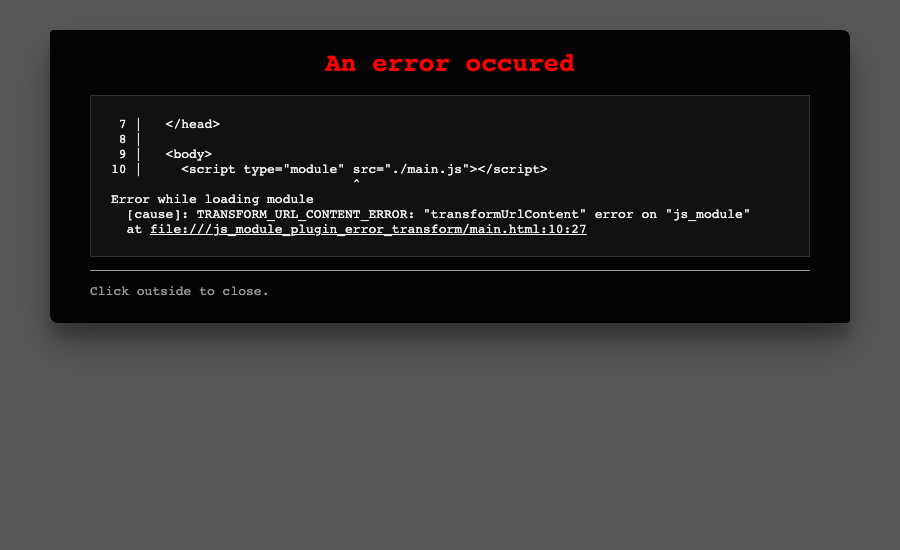 An error occured
7 |   </head>
8 |
9 |   <body>
10 |     <script type="module" src="./main.js"></script>
^
Error while loading module
[cause]: TRANSFORM_URL_CONTENT_ERROR: "transformUrlContent" error on "js_module"
at file:///js_module_plugin_error_transform/main.html:10:27
Click outside to close.